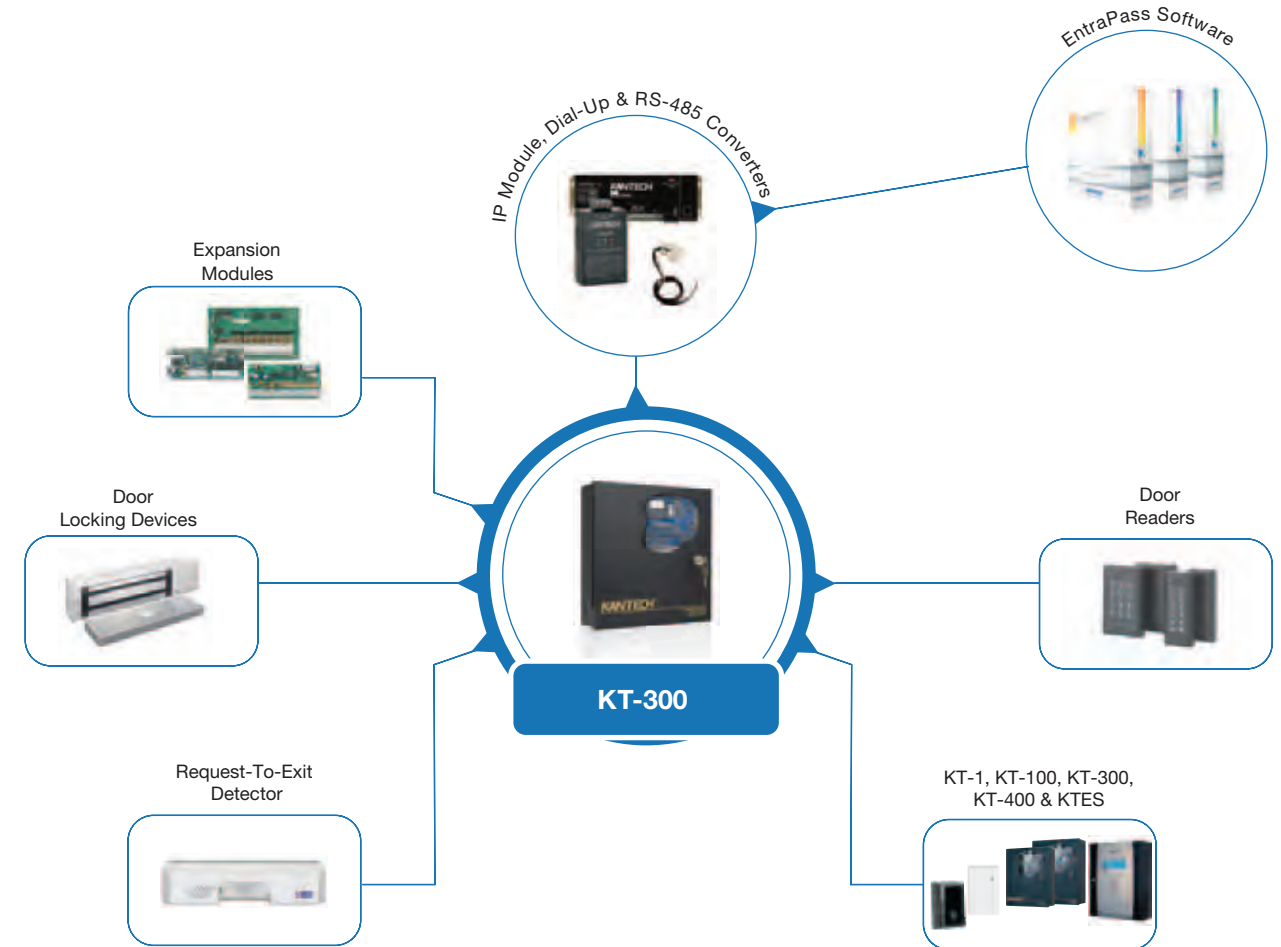 EntraPass Software
IP Module, Dial-Up & RS-485 Converters
KANTECH
Expansion
Modules
Door
Locking Devices
KANTECH
Door
Readers
KT-300
Request-To-Exit
Detector
KT-1, KT-100, KT-300,
KT-400 & KTES